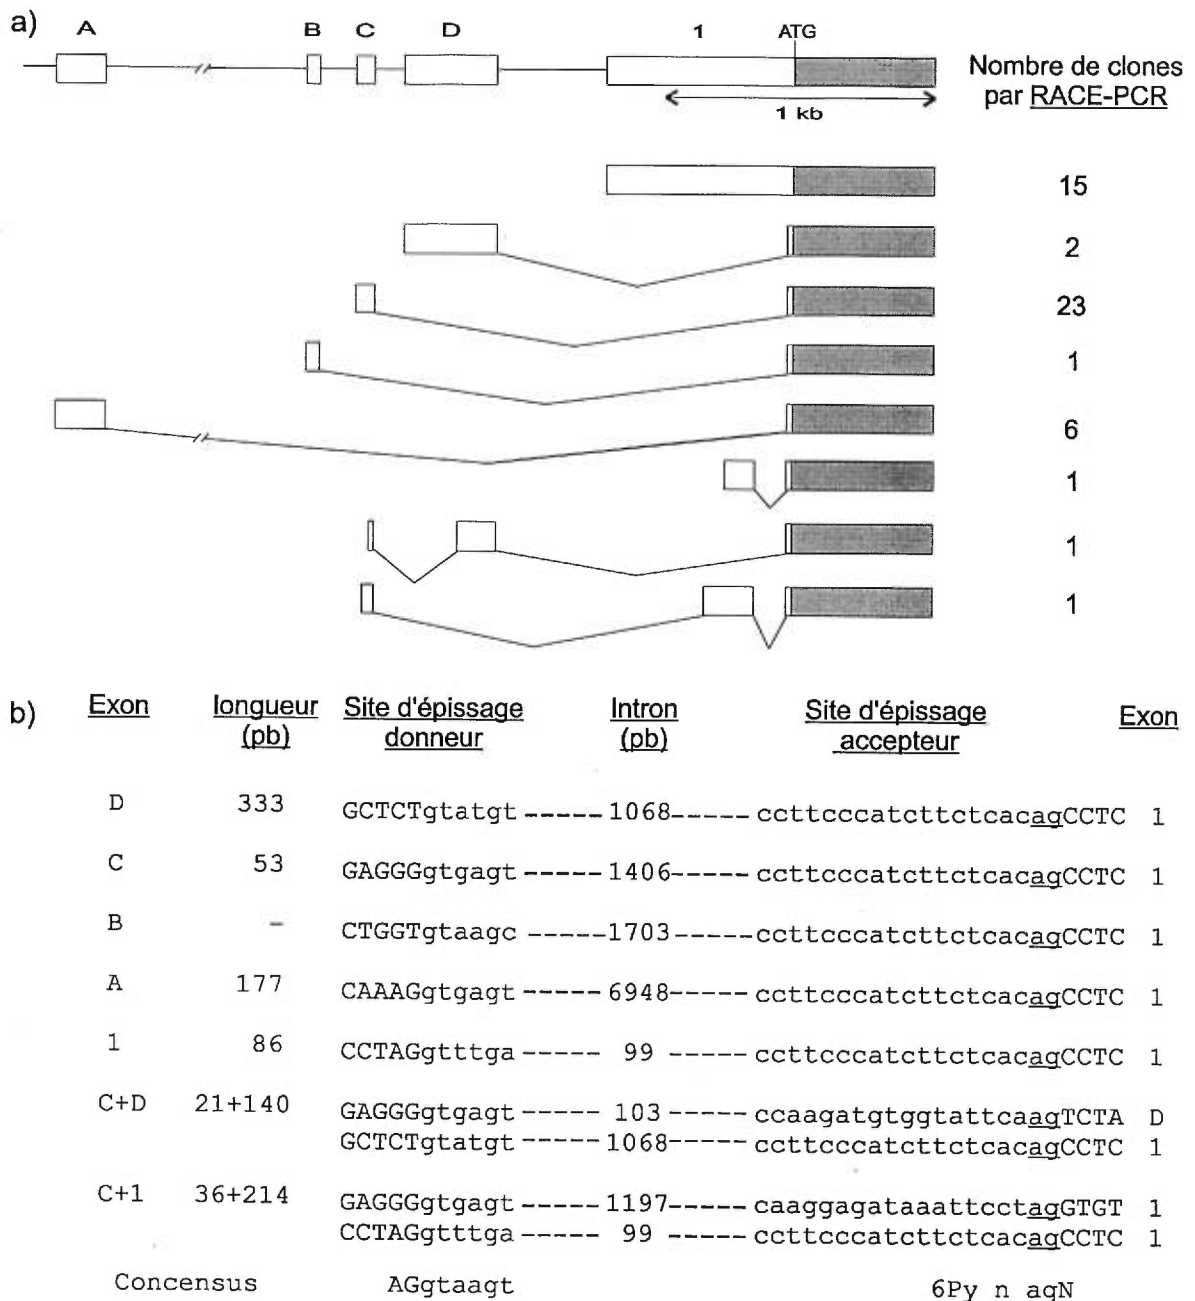 a)
A B C D 1 ATG
Nombre de clones
par RACE-PCR
1 kb
15
2
23
1
6
1
1
1
b)
Exon longueur (pb) Site d'épissage donneur Intron (pb) Site d'épissage accepteur Exon
D 333 GCTCTgtatgt ----- 1068----- ccttcccatcttctcacagCCTC 1
C 53 GAGGGgtgagt ----- 1406----- ccttcccatcttctcacagCCTC 1
B - CTGGTgtaagc -----1703----- ccttcccatcttctcacagCCTC 1
A 177 CAAAGgtgagt ----- 6948----- ccttcccatcttctcacagCCTC 1
1 86 CCTAGgtttga ----- 99 ----- ccttcccatcttctcacagCCTC 1
C+D 21+140 GAGGGgtgagt ----- 103 ----- ccaagatgtggtattcaagTCTA D
GCTCTgtatgt ----- 1068----- ccttcccatcttctcacagCCTC 1
C+1 36+214 GAGGGgtgagt ----- 1197----- caaggagataaattcctagGTGT 1
CCTAGgtttga ----- 99 ----- ccttcccatcttctcacagCCTC 1
Concensus AGgtaagt 6Py n agN